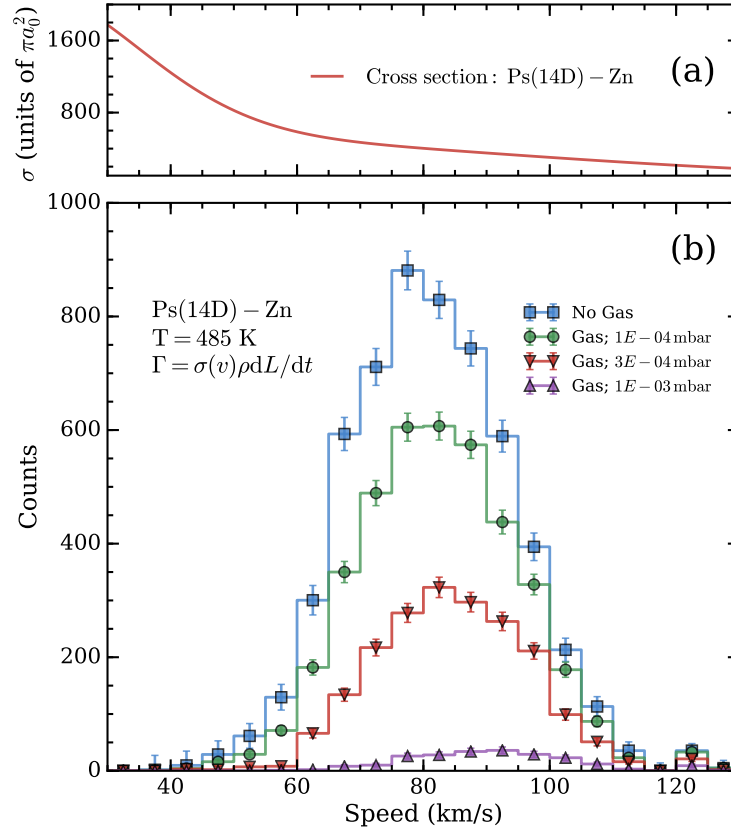 1600
800
σ (units of πa₀²)
Cross section : Ps(14D) − Zn
(a)
1000
800
600
400
200
0
Counts
(b)
Ps(14D) − Zn
T = 485 K
Γ = σ(v)ρdL/dt
No Gas
Gas; 1E − 04 mbar
Gas; 3E − 04 mbar
Gas; 1E − 03 mbar
40 60 80 100 120
Speed (km/s)